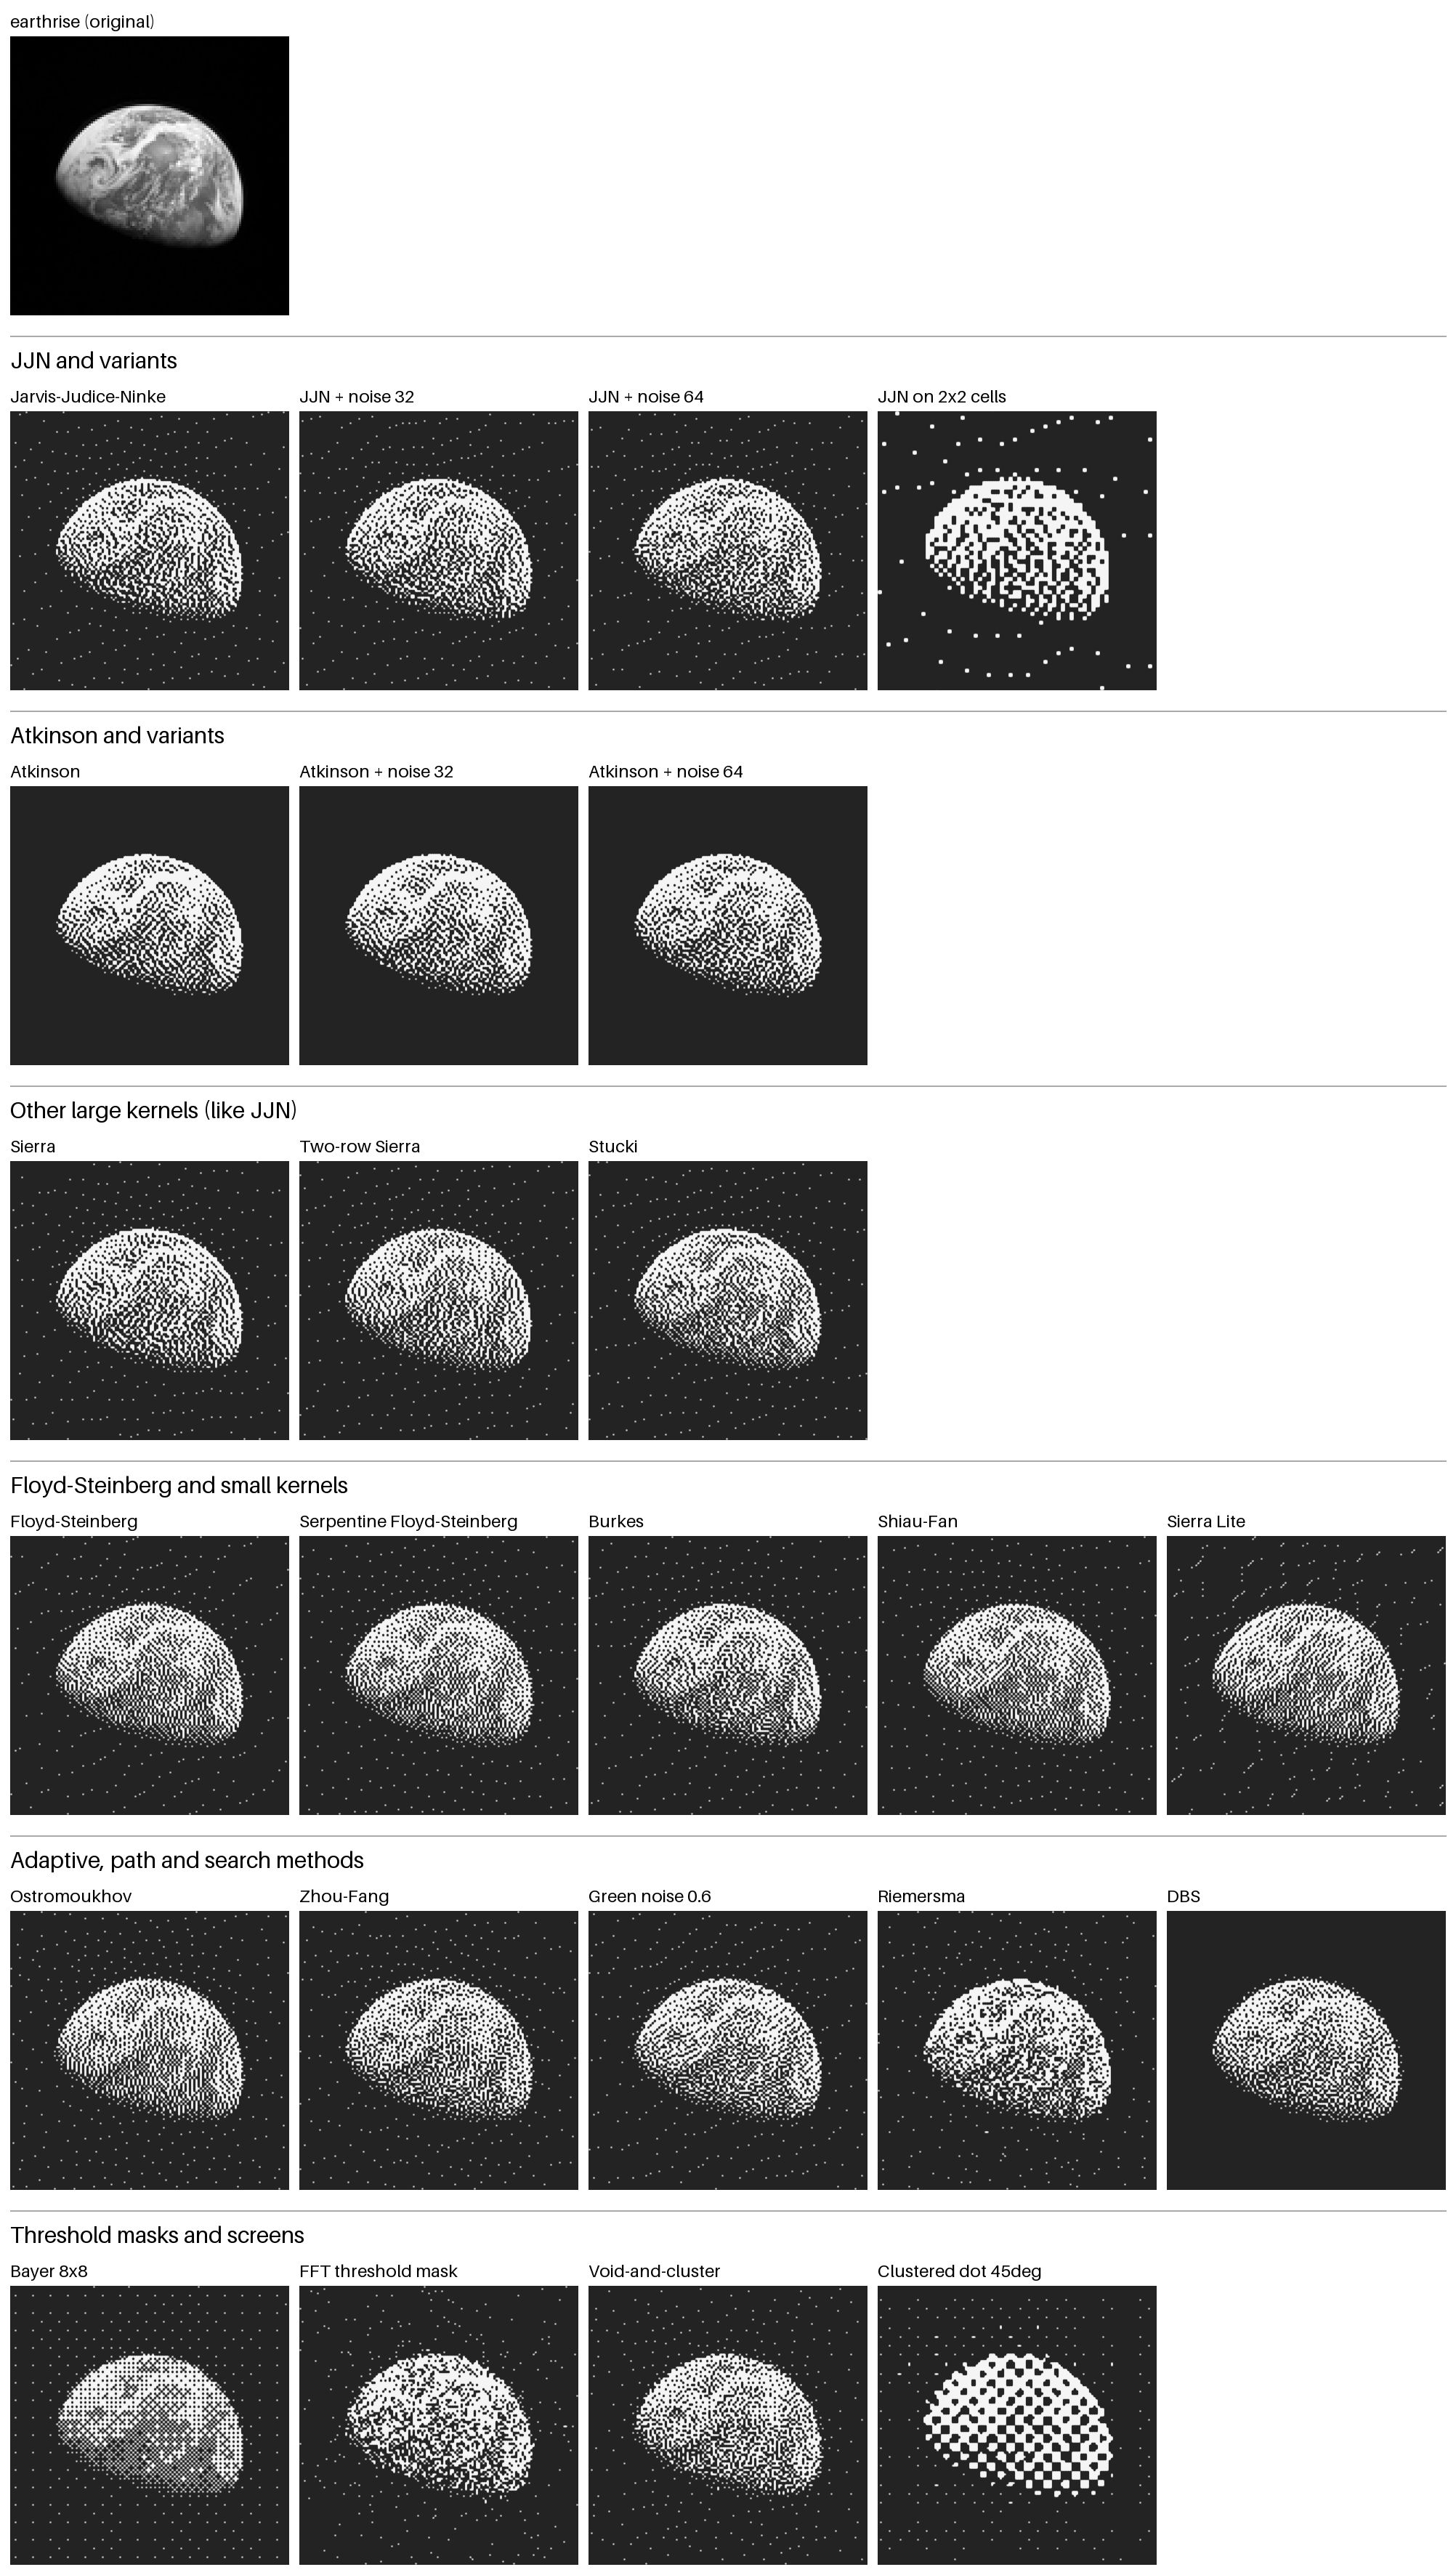 earthrise (original)
JJN and variants
Jarvis-Judice-Ninke
JJN + noise 32
JJN + noise 64
JJN on 2x2 cells
Atkinson and variants
Atkinson
Atkinson + noise 32
Atkinson + noise 64
Other large kernels (like JJN)
Sierra
Two-row Sierra
Stucki
Floyd-Steinberg and small kernels
Floyd-Steinberg
Serpentine Floyd-Steinberg
Burkes
Shiau-Fan
Sierra Lite
Adaptive, path and search methods
Ostromoukhov
Zhou-Fang
Green noise 0.6
Riemersma
DBS
Threshold masks and screens
Bayer 8x8
FFT threshold mask
Void-and-cluster
Clustered dot 45deg